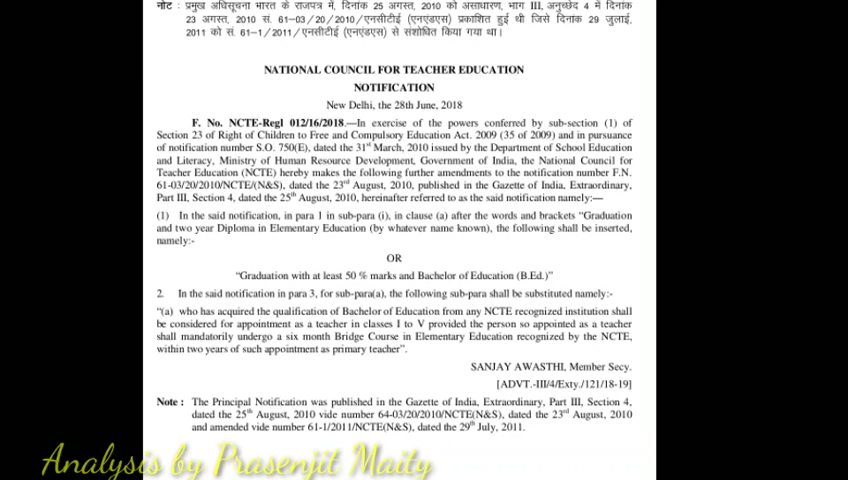 नोट : प्रमुख अधिसूचना भारत के राजपत्र में, दिनांक 25 अगस्त, 2010 को असाधारण, भाग III, अनुच्छेद 4 में दिनांक
23 अगस्त, 2010 सं. 61-03/20/2010/एनसीटीई (एनएंडएस) प्रकाशित हुई थी जिसे दिनांक 29 जुलाई,
2011 को सं. 61-1/2011/एनसीटीई (एनएंडएस) से संशोधित किया गया था।
NATIONAL COUNCIL FOR TEACHER EDUCATION
NOTIFICATION
New Delhi, the 28th June, 2018
F. No. NCTE-Regl 012/16/2018.—In exercise of the powers conferred by sub-section (1) of
Section 23 of Right of Children to Free and Compulsory Education Act. 2009 (35 of 2009) and in pursuance
of notification number S.O. 750(E), dated the 31st March, 2010 issued by the Department of School Education
and Literacy, Ministry of Human Resource Development, Government of India, the National Council for
Teacher Education (NCTE) hereby makes the following further amendments to the notification number F.N.
61-03/20/2010/NCTE/(N&S), dated the 23rd August, 2010, published in the Gazette of India, Extraordinary,
Part III, Section 4, dated the 25th August, 2010, hereinafter referred to as the said notification namely:—
(1) In the said notification, in para 1 in sub-para (i), in clause (a) after the words and brackets "Graduation
and two year Diploma in Elementary Education (by whatever name known), the following shall be inserted,
namely:-
OR
"Graduation with at least 50 % marks and Bachelor of Education (B.Ed.)"
2. In the said notification in para 3, for sub-para(a), the following sub-para shall be substituted namely:-
"(a) who has acquired the qualification of Bachelor of Education from any NCTE recognized institution shall
be considered for appointment as a teacher in classes I to V provided the person so appointed as a teacher
shall mandatorily undergo a six month Bridge Course in Elementary Education recognized by the NCTE,
within two years of such appointment as primary teacher".
SANJAY AWASTHI, Member Secy.
[ADVT.-III/4/Exty./121/18-19]
Note : The Principal Notification was published in the Gazette of India, Extraordinary, Part III, Section 4,
dated the 25th August, 2010 vide number 64-03/20/2010/NCTE(N&S), dated the 23rd August, 2010
and amended vide number 61-1/2011/NCTE(N&S), dated the 29th July, 2011.
Analysis by Prasenjit Maity